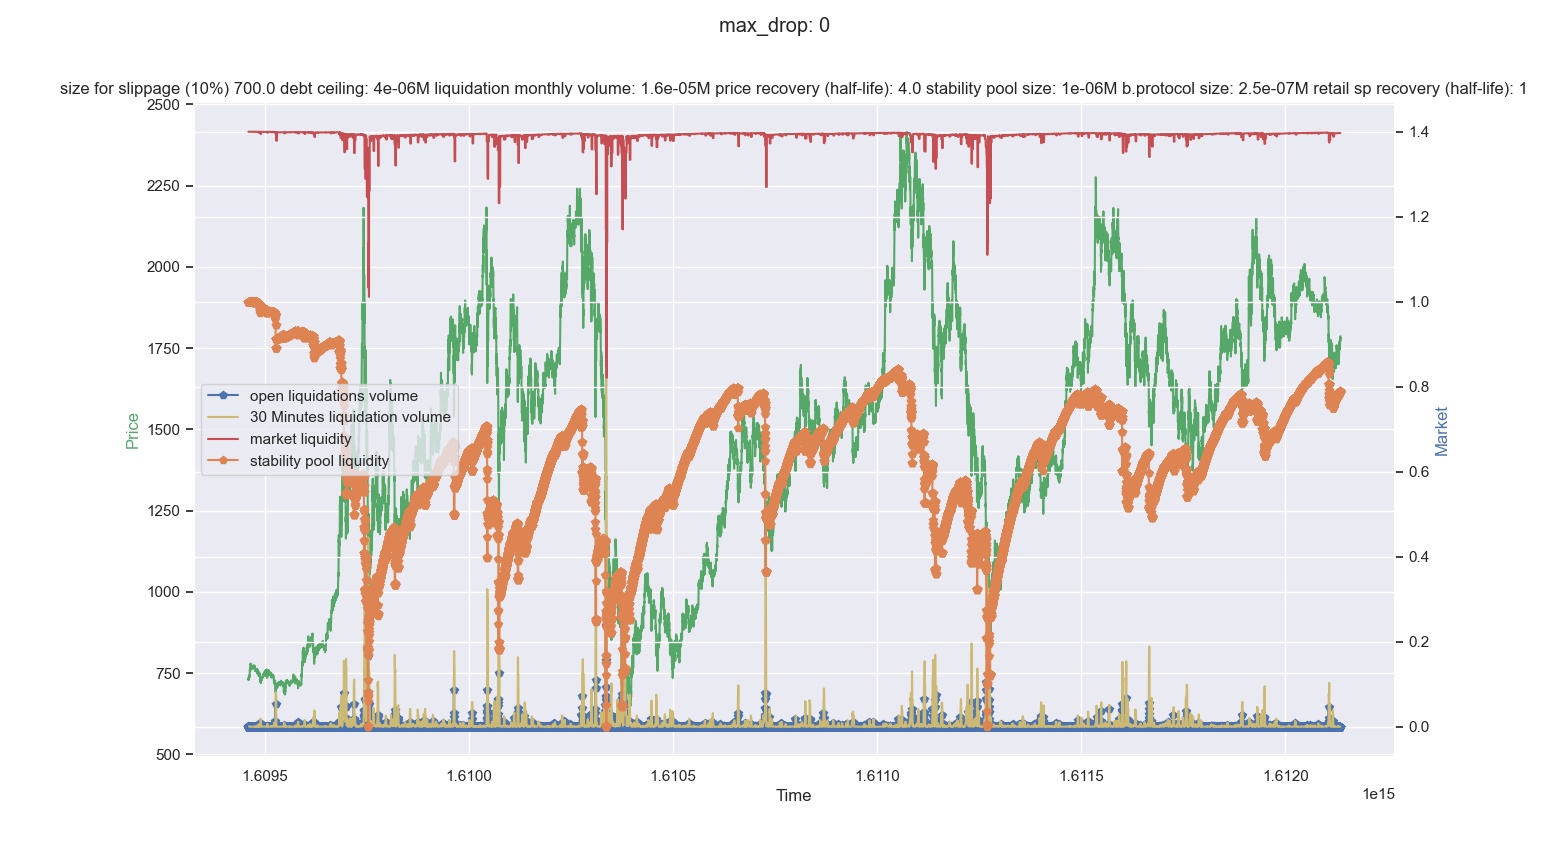 max_drop: 0
size for slippage (10%) 700.0 debt ceiling: 4e-06M liquidation monthly volume: 1.6e-05M price recovery (half-life): 4.0 stability pool size: 1e-06M b.protocol size: 2.5e-07M retail sp recovery (half-life): 1
2500
2250
2000
1750
1500
1250
1000
750
500
Price
open liquidations volume
30 Minutes liquidation volume
market liquidity
stability pool liquidity
1.4
1.2
1.0
0.8
0.6
0.4
0.2
0.0
Market
1.6095 1.6100 1.6105 1.6110 1.6115 1.6120
Time
1e15